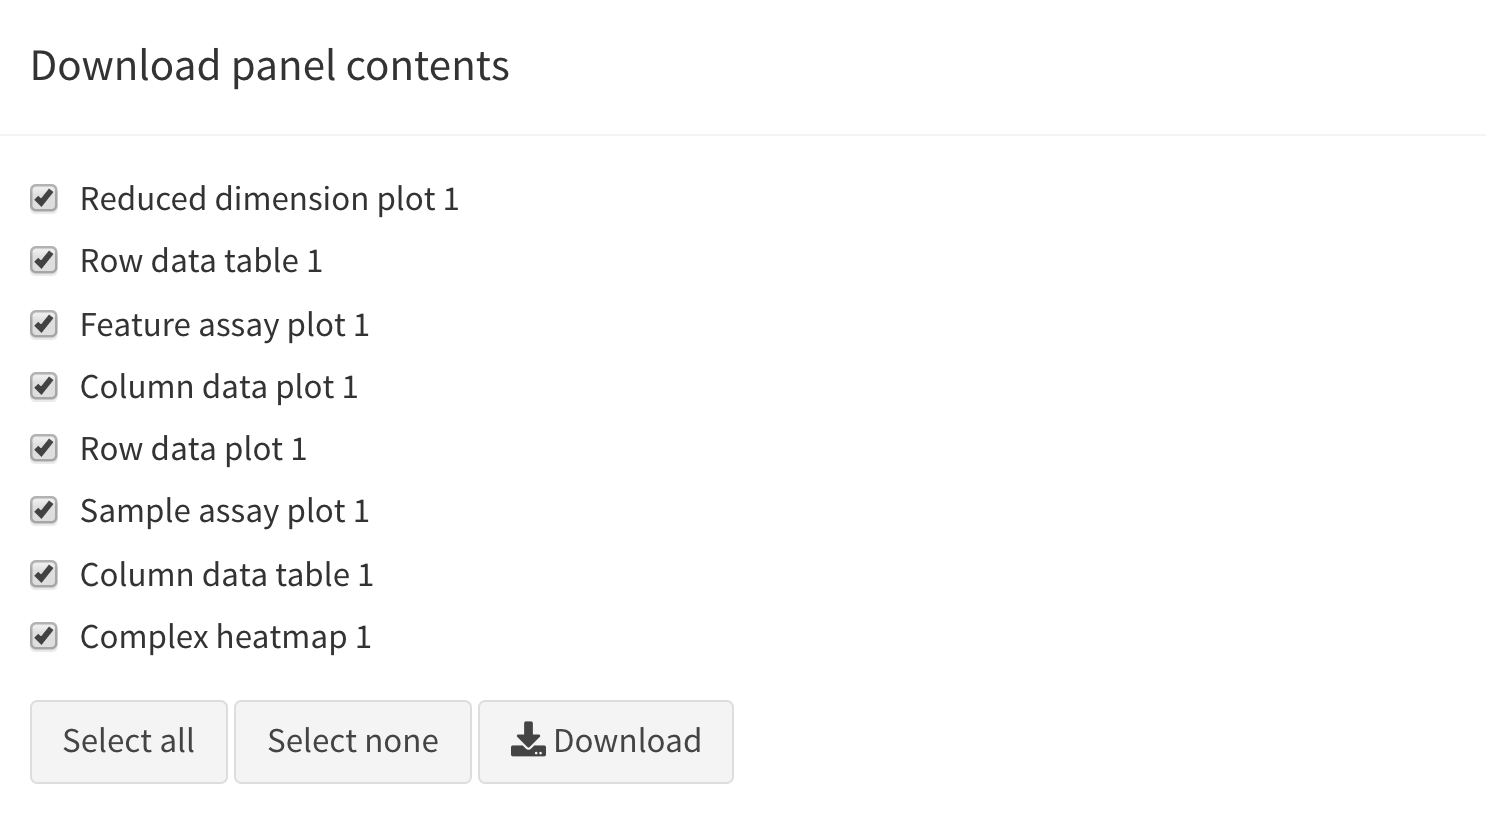 Download panel contents
Reduced dimension plot 1
Row data table 1
Feature assay plot 1
Column data plot 1
Row data plot 1
Sample assay plot 1
Column data table 1
Complex heatmap 1
Select all Select none Download